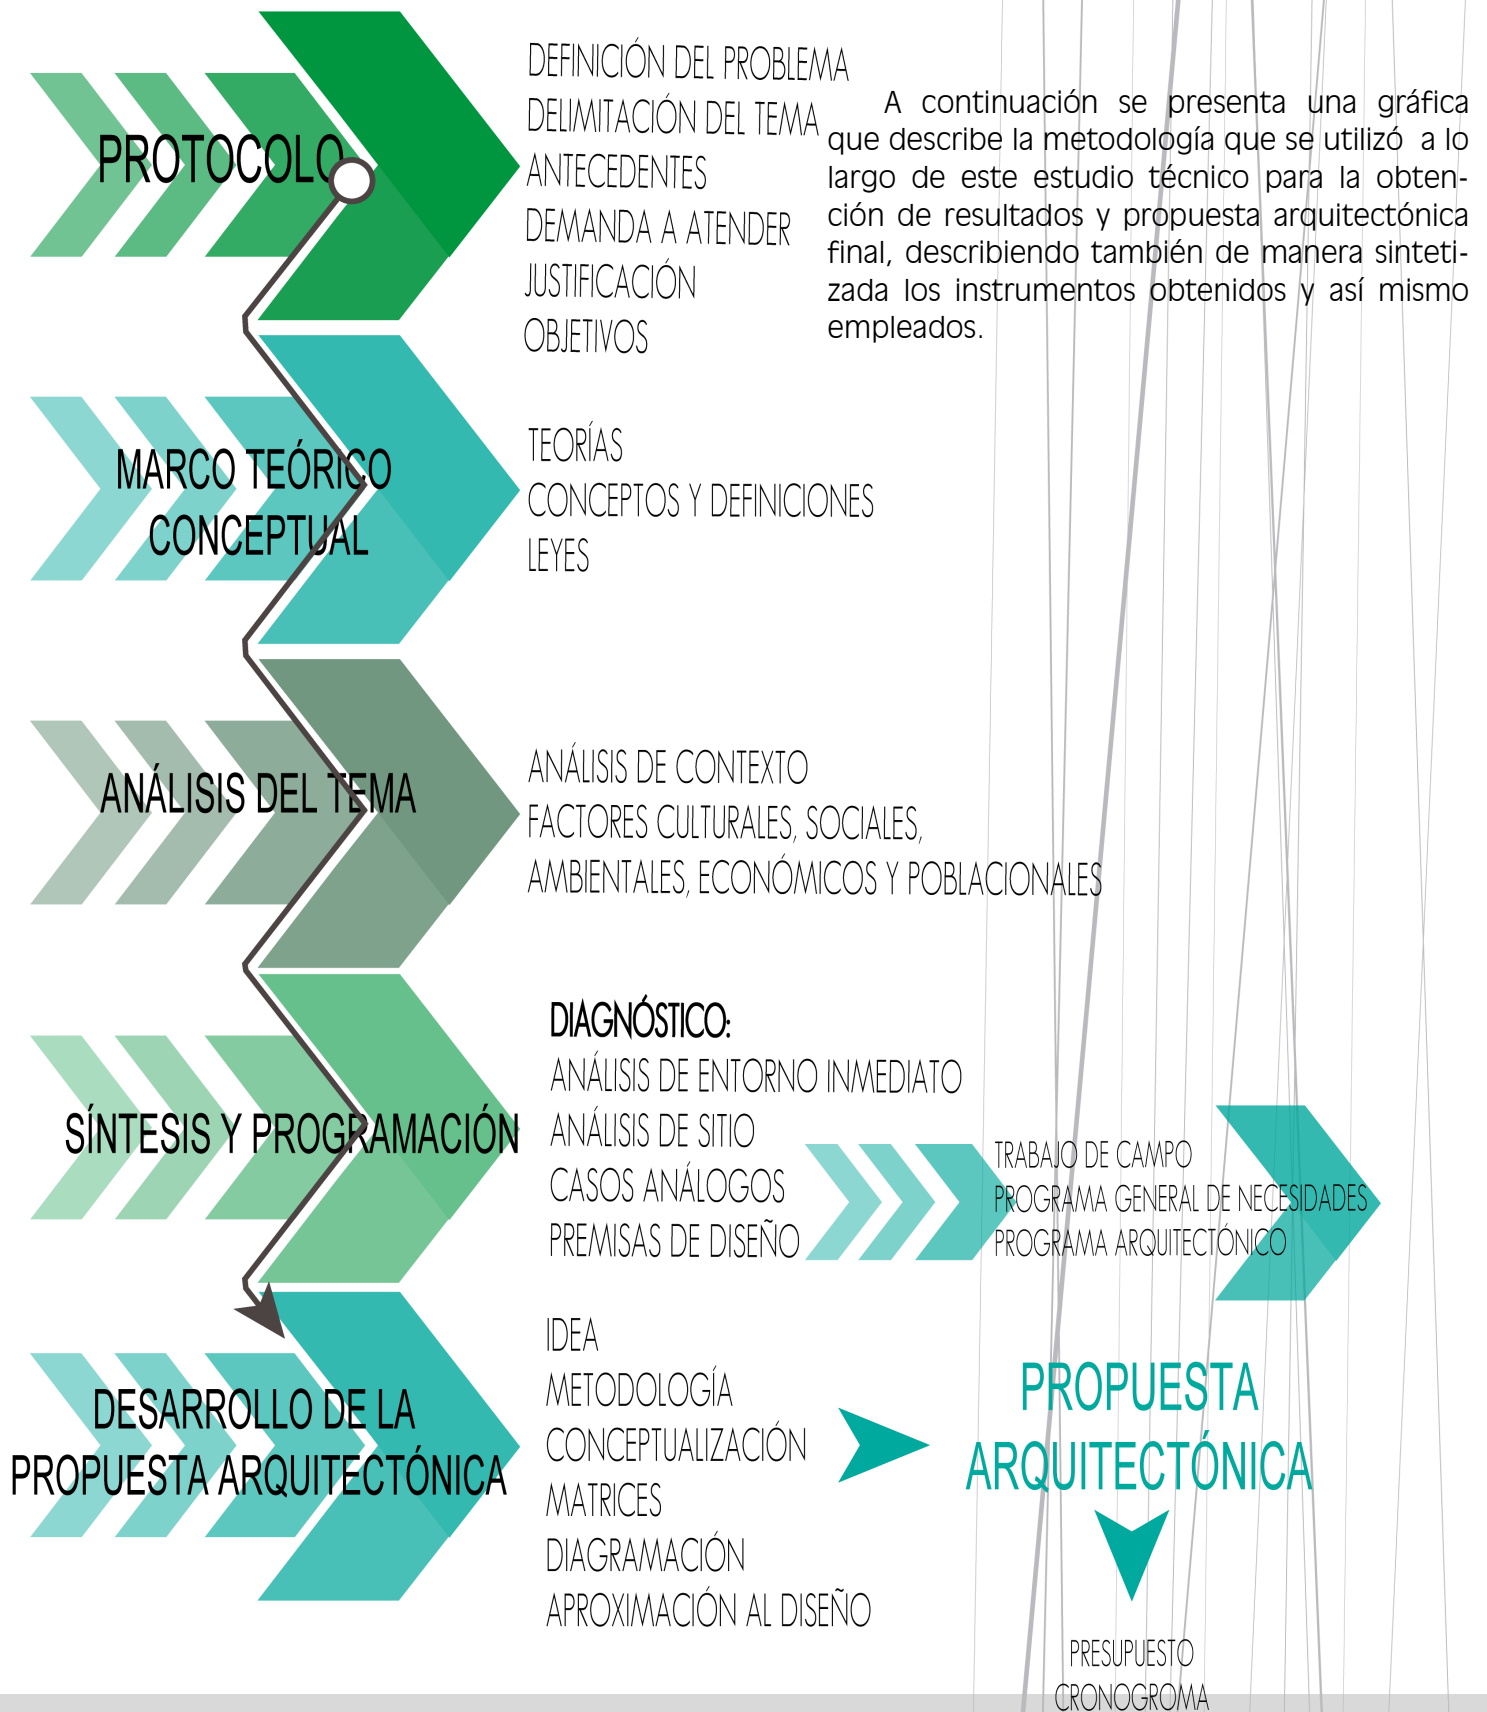 PROTOCOLO
DEFINICIÓN DEL PROBLEMA
DELIMITACIÓN DEL TEMA
ANTECEDENTES
DEMANDA A ATENDER
JUSTIFICACIÓN
OBJETIVOS
A continuación se presenta una gráfica
que describe la metodología que se utilizó a lo
largo de este estudio técnico para la obten-
ción de resultados y propuesta arquitectónica
final, describiendo también de manera sinteti-
zada los instrumentos obtenidos y así mismo
empleados.
MARCO TEÓRICO
CONCEPTUAL
TEORÍAS
CONCEPTOS Y DEFINICIONES
LEYES
ANÁLISIS DEL TEMA
ANÁLISIS DE CONTEXTO
FACTORES CULTURALES, SOCIALES,
AMBIENTALES, ECONÓMICOS Y POBLACIONALES
SÍNTESIS Y PROGRAMACIÓN
DIAGNÓSTICO:
ANÁLISIS DE ENTORNO INMEDIATO
ANÁLISIS DE SITIO
CASOS ANÁLOGOS
PREMISAS DE DISEÑO
TRABAJO DE CAMPO
PROGRAMA GENERAL DE NECESIDADES
PROGRAMA ARQUITECTÓNICO
DESARROLLO DE LA
PROPUESTA ARQUITECTÓNICA
IDEA
METODOLOGÍA
CONCEPTUALIZACIÓN
MATRICES
DIAGRAMACIÓN
APROXIMACIÓN AL DISEÑO
PROPUESTA
ARQUITECTÓNICA
PRESUPUESTO
CRONOGROMA